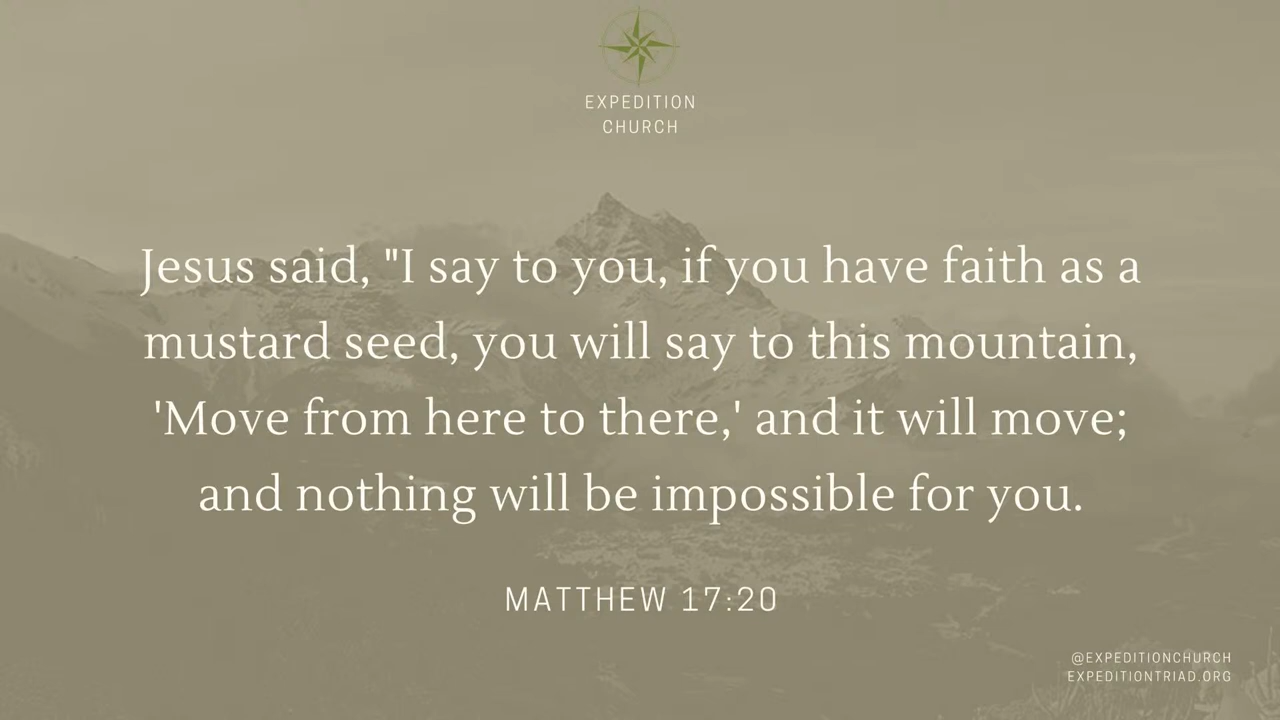 EXPEDITION
CHURCH
Jesus said, "I say to you, if you have faith as a
mustard seed, you will say to this mountain,
'Move from here to there,' and it will move;
and nothing will be impossible for you.
MATTHEW 17:20
@EXPEDITIONCHURCH
EXPEDITIONTRIAD.ORG